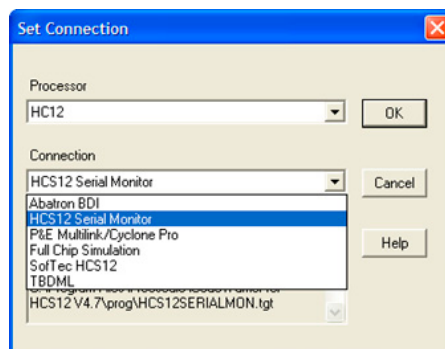 Set Connection
Processor
HC12
OK
Connection
HCS12 Serial Monitor
Cancel
Abatron BDI
HCS12 Serial Monitor
P&E Multilink/Cyclone Pro
Help
Full Chip Simulation
SofTec HCS12
TBDML
HCS12 V4.7\prog\HCS12SERIALMON.tgt